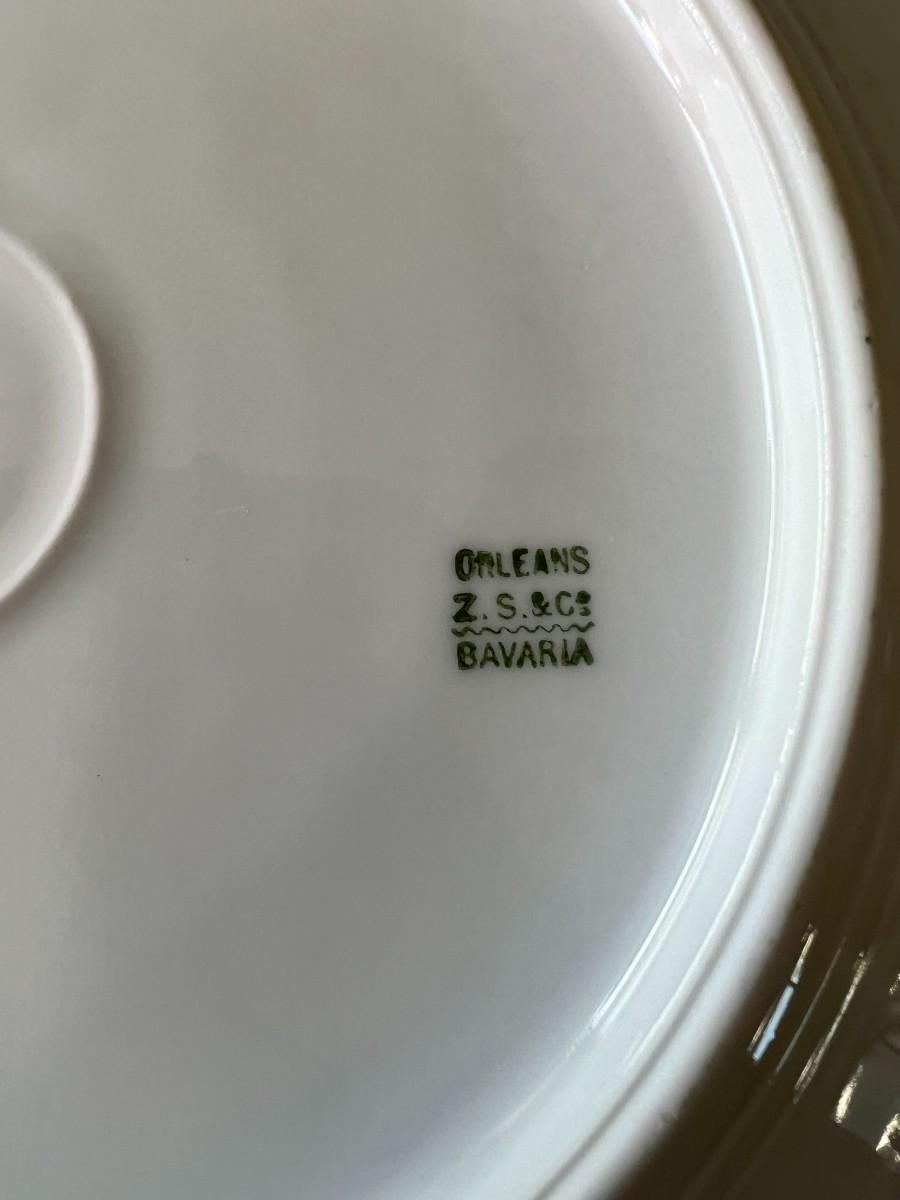 ORLEANS
Z. S. & Co
BAVARIA